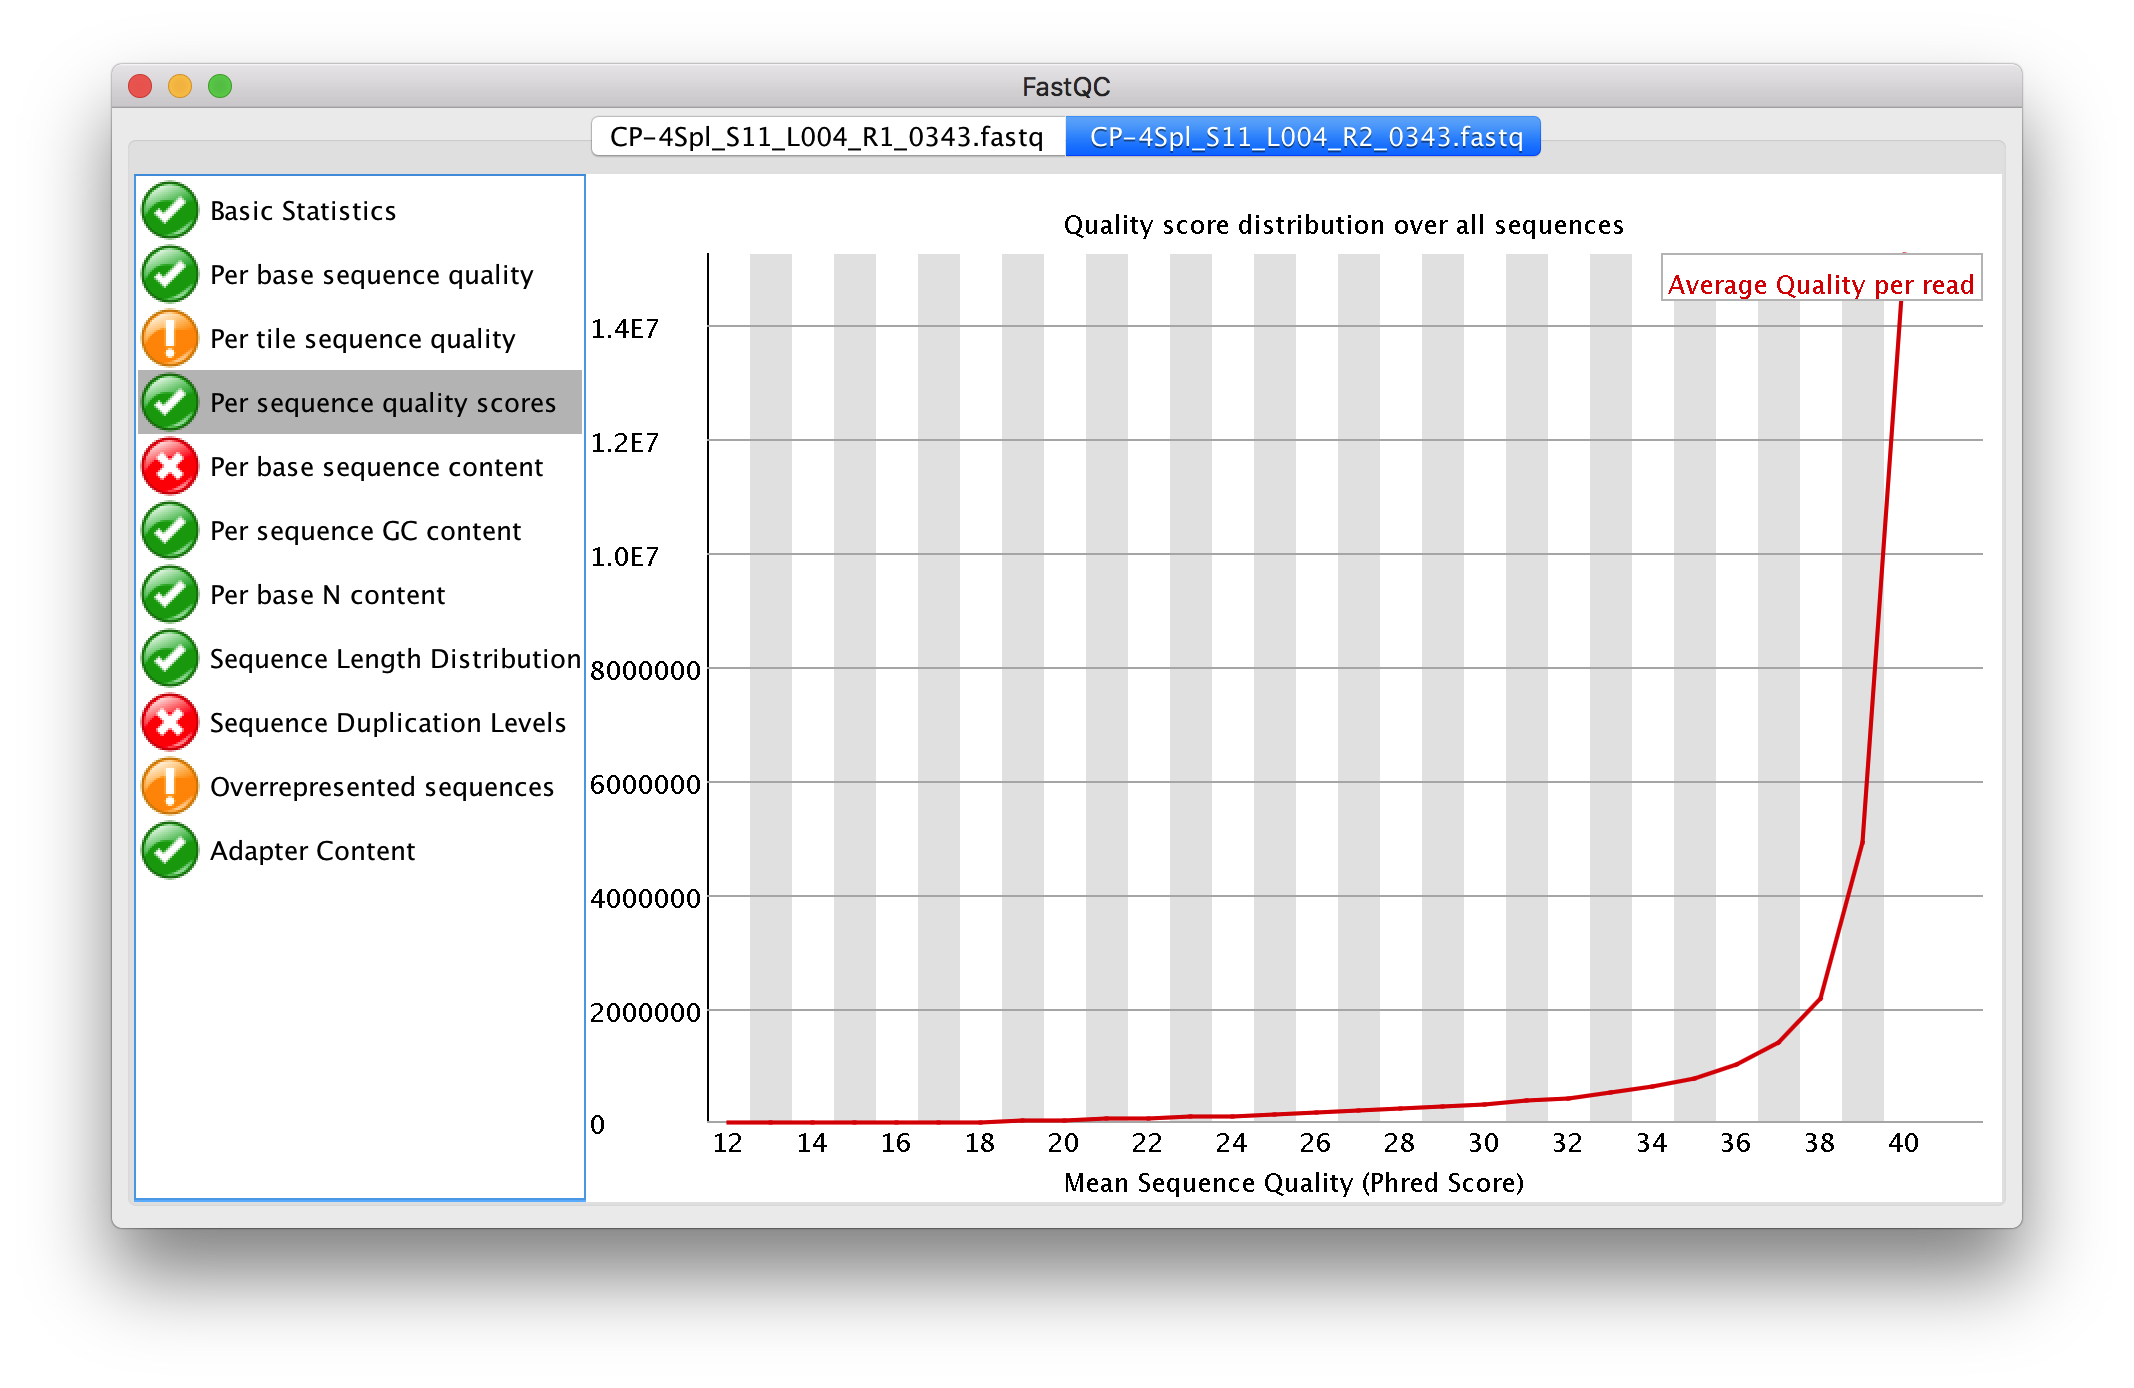 FastQC
CP-4Spl_S11_L004_R1_0343.fastq
CP-4Spl_S11_L004_R2_0343.fastq
Basic Statistics
Per base sequence quality
Per tile sequence quality
Per sequence quality scores
Per base sequence content
Per sequence GC content
Per base N content
Sequence Length Distribution
Sequence Duplication Levels
Overrepresented sequences
Adapter Content
Quality score distribution over all sequences
Average Quality per read
1.4E7
1.2E7
1.0E7
8000000
6000000
4000000
2000000
0
12 14 16 18 20 22 24 26 28 30 32 34 36 38 40
Mean Sequence Quality (Phred Score)